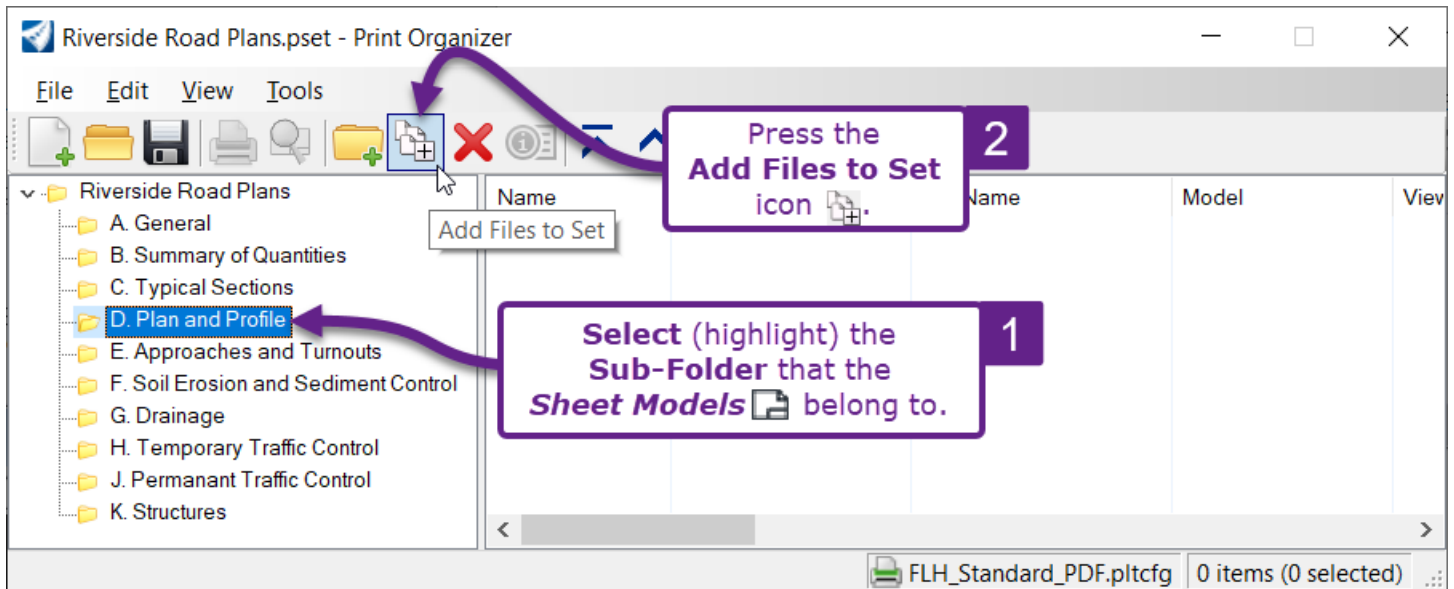 Riverside Road Plans.pset - Print Organizer
File Edit View Tools
Press the
Add Files to Set
icon .
2
Riverside Road Plans
A. General
B. Summary of Quantities
C. Typical Sections
D. Plan and Profile
E. Approaches and Turnouts
F. Soil Erosion and Sediment Control
G. Drainage
H. Temporary Traffic Control
J. Permanant Traffic Control
K. Structures
Name Name Model View
Add Files to Set
Select (highlight) the
Sub-Folder that the
Sheet Models belong to.
1
FLH_Standard_PDF.pltcfg 0 items (0 selected)